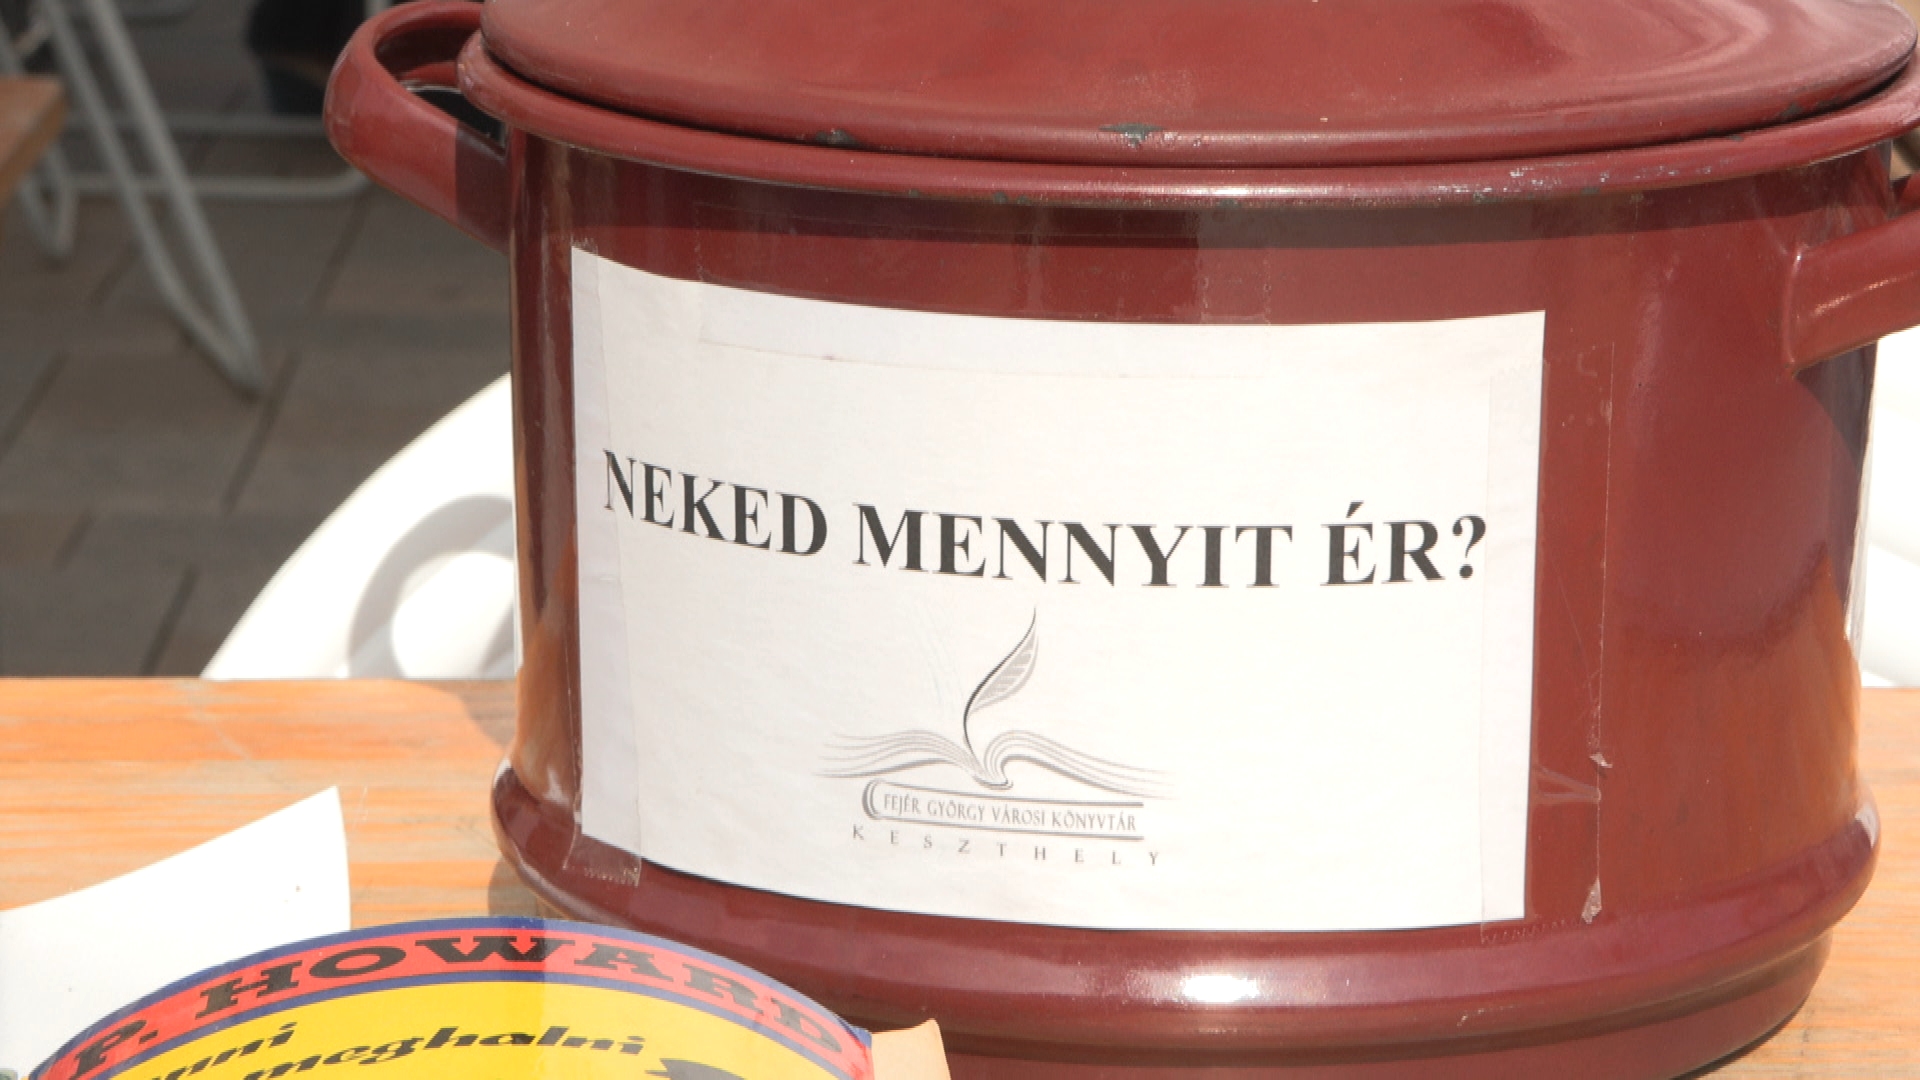 NEKED MENNYIT ÉR?
FEJÉR GYÖRGY VÁROSI KÖNYVTÁR
KESZTHELY
P. HOWARD
meghalni